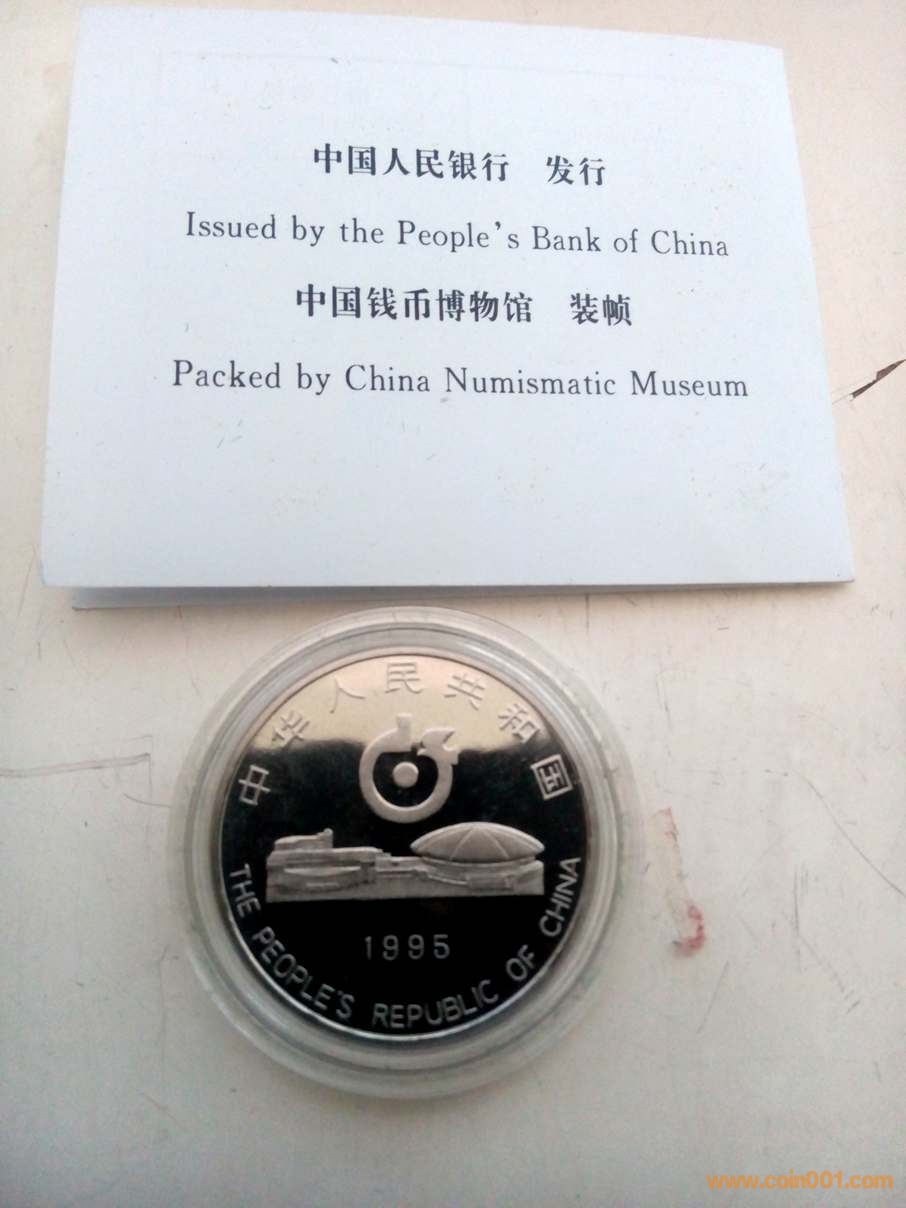 中国人民银行 发行
Issued by the People's Bank of China
中国钱币博物馆 装帧
Packed by China Numismatic Museum
中华人民共和国
1995
THE PEOPLE'S REPUBLIC OF CHINA
www.coin001.com